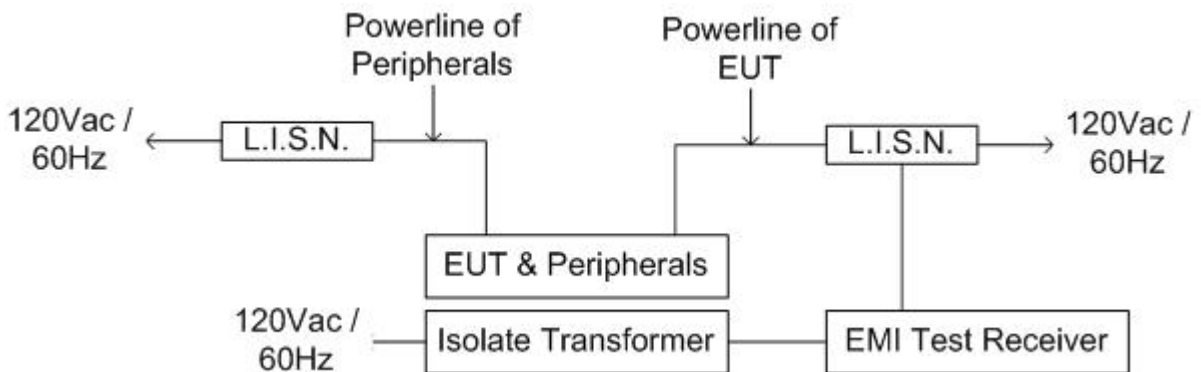 Powerline of
Peripherals
Powerline of
EUT
120Vac /
60Hz
L.I.S.N.
L.I.S.N.
120Vac /
60Hz
EUT & Peripherals
120Vac /
60Hz
Isolate Transformer
EMI Test Receiver